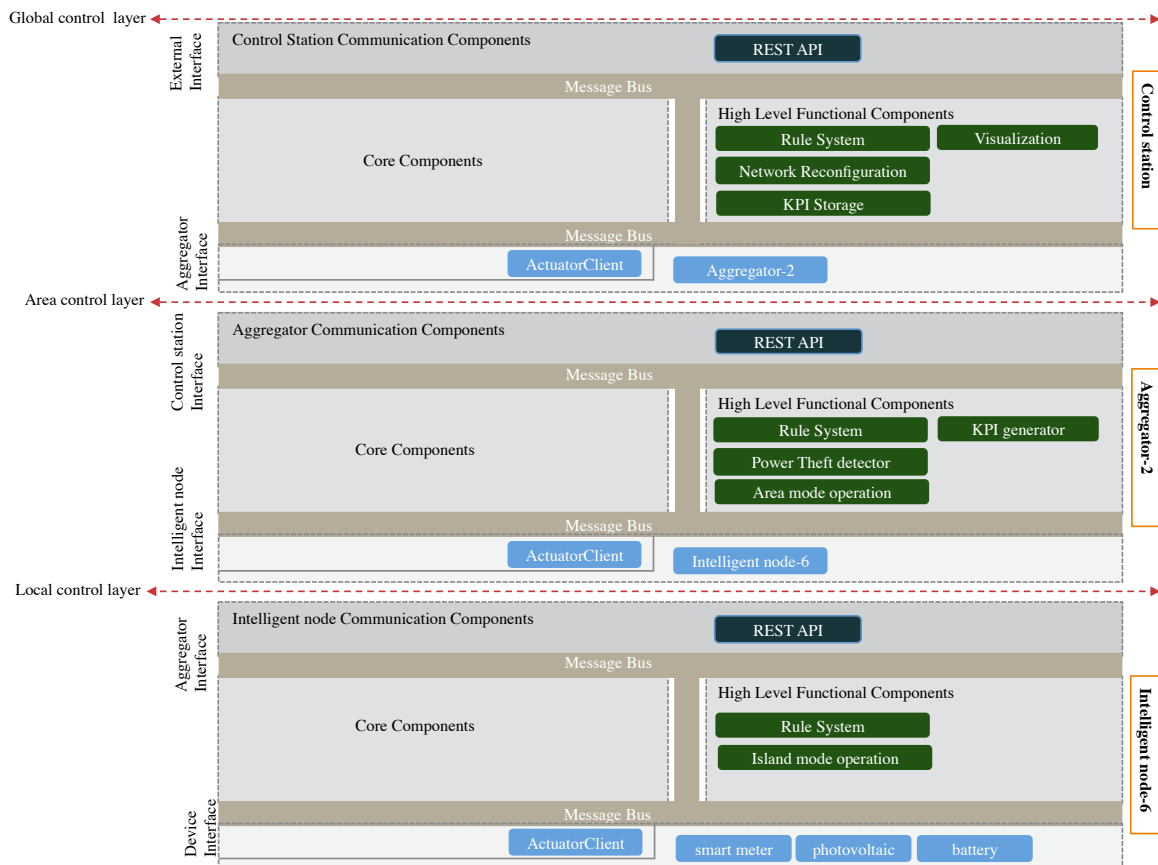 Global control layer
External
Interface
Control Station Communication Components
REST API
Message Bus
Core Components
High Level Functional Components
Rule System
Visualization
Network Reconfiguration
KPI Storage
Control station
Message Bus
Aggregator
Interface
ActuatorClient
Aggregator-2
Area control layer
Control station
Interface
Aggregator Communication Components
REST API
Message Bus
Core Components
High Level Functional Components
Rule System
KPI generator
Power Theft detector
Area mode operation
Aggregator-2
Message Bus
Intelligent node
Interface
ActuatorClient
Intelligent node-6
Local control layer
Aggregator
Interface
Intelligent node Communication Components
REST API
Message Bus
Core Components
High Level Functional Components
Rule System
Island mode operation
Intelligent node-6
Message Bus
Device
Interface
ActuatorClient
smart meter
photovoltaic
battery